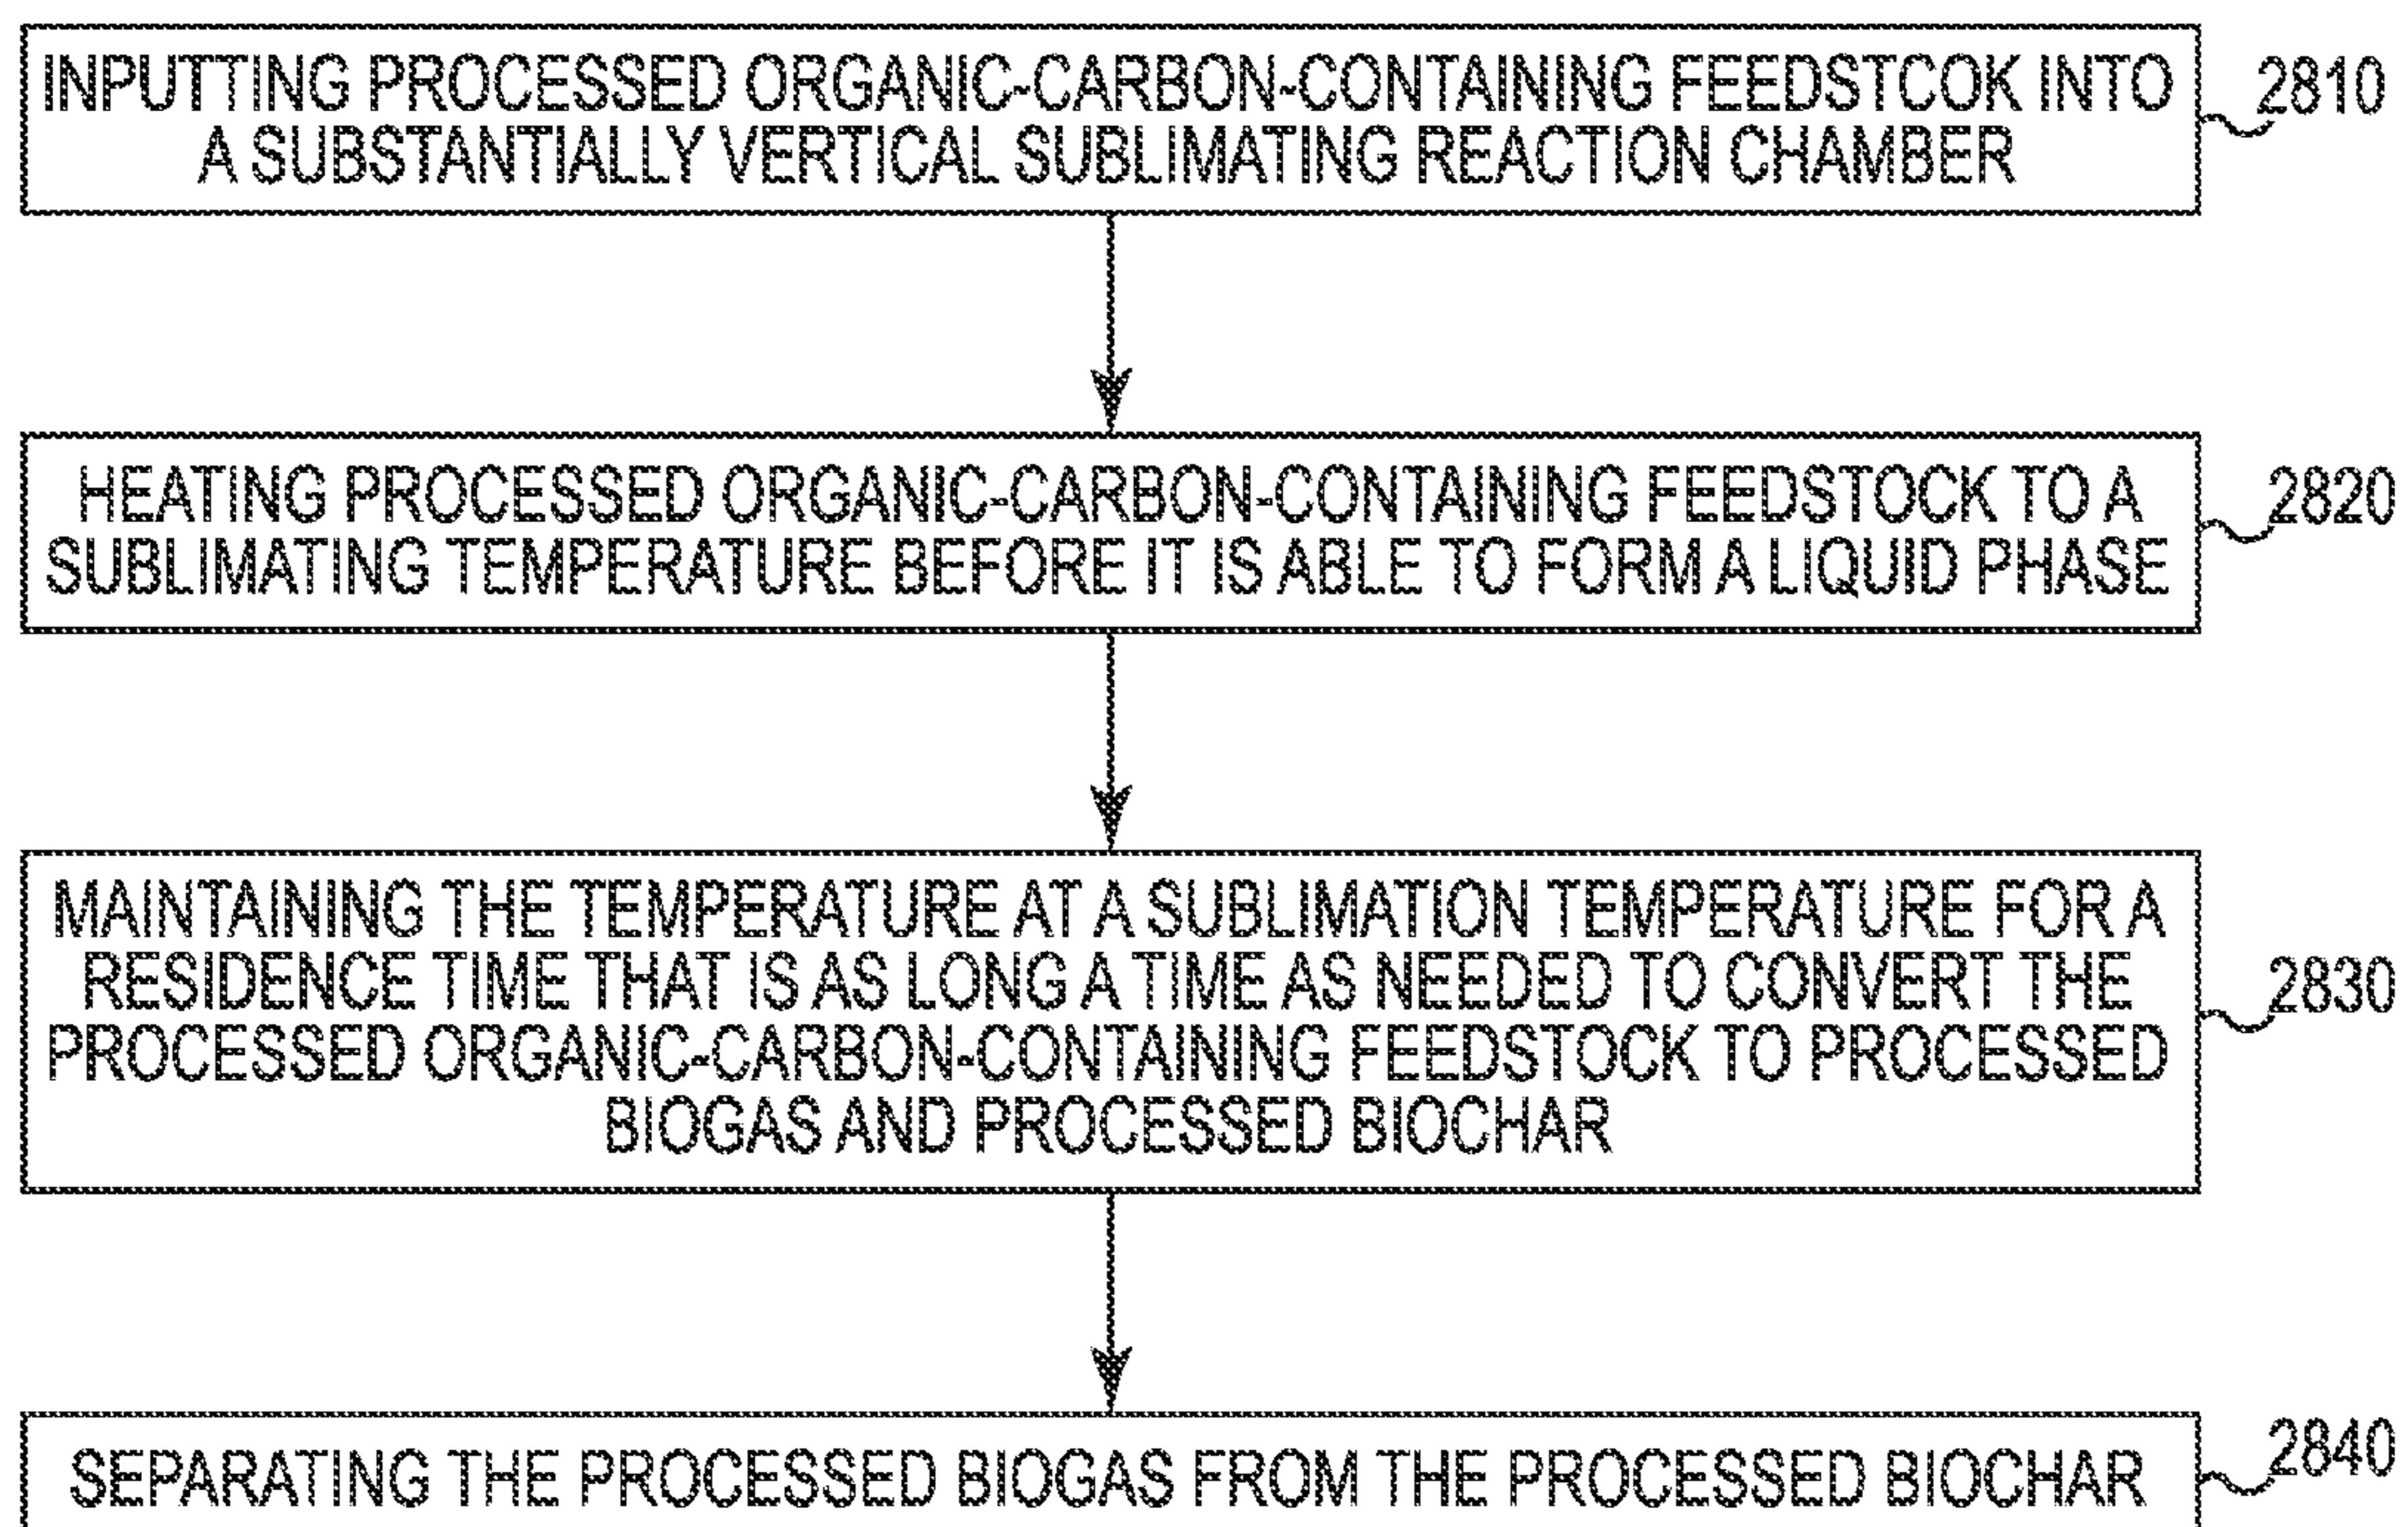 INPUTTING PROCESSED ORGANIC-CARBON-CONTAINING FEEDSTCOK INTO
A SUBSTANTIALLY VERTICAL SUBLIMATING REACTION CHAMBER
2810
HEATING PROCESSED ORGANIC-CARBON-CONTAINING FEEDSTOCK TO A
SUBLIMATING TEMPERATURE BEFORE IT IS ABLE TO FORM A LIQUID PHASE
2820
MAINTAINING THE TEMPERATURE AT A SUBLIMATION TEMPERATURE FOR A
RESIDENCE TIME THAT IS AS LONG A TIME AS NEEDED TO CONVERT THE
PROCESSED ORGANIC-CARBON-CONTAINING FEEDSTOCK TO PROCESSED
BIOGAS AND PROCESSED BIOCHAR
2830
SEPARATING THE PROCESSED BIOGAS FROM THE PROCESSED BIOCHAR
2840